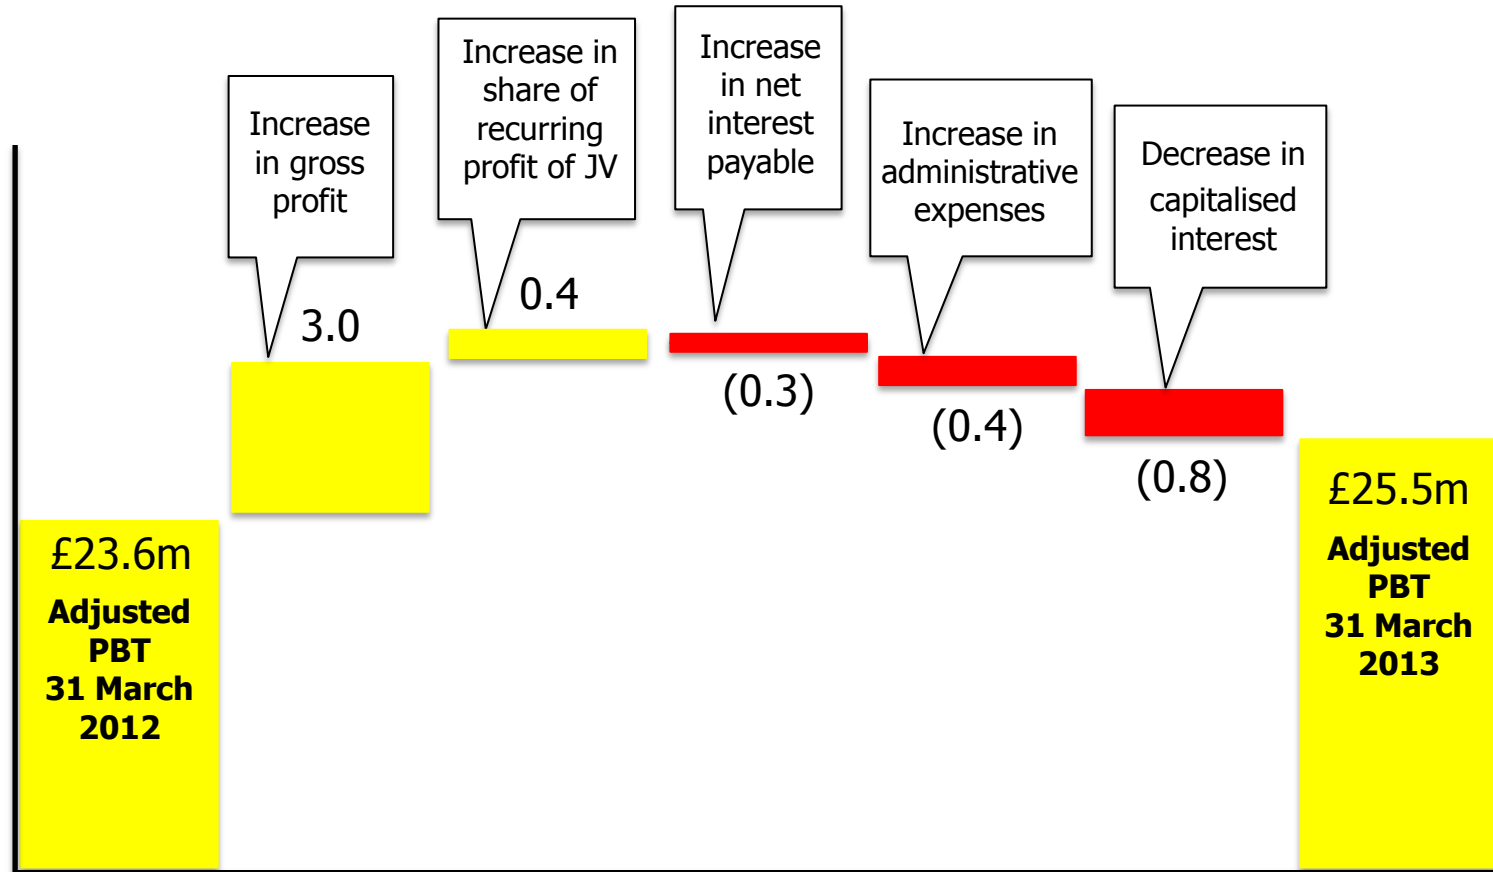 Increase
in gross
profit
Increase in
share of
recurring
profit of JV
Increase
in net
interest
payable
Increase in
administrative
expenses
Decrease in
capitalised
interest
3.0
0.4
(0.3)
(0.4)
(0.8)
£23.6m
Adjusted
PBT
31 March
2012
£25.5m
Adjusted
PBT
31 March
2013